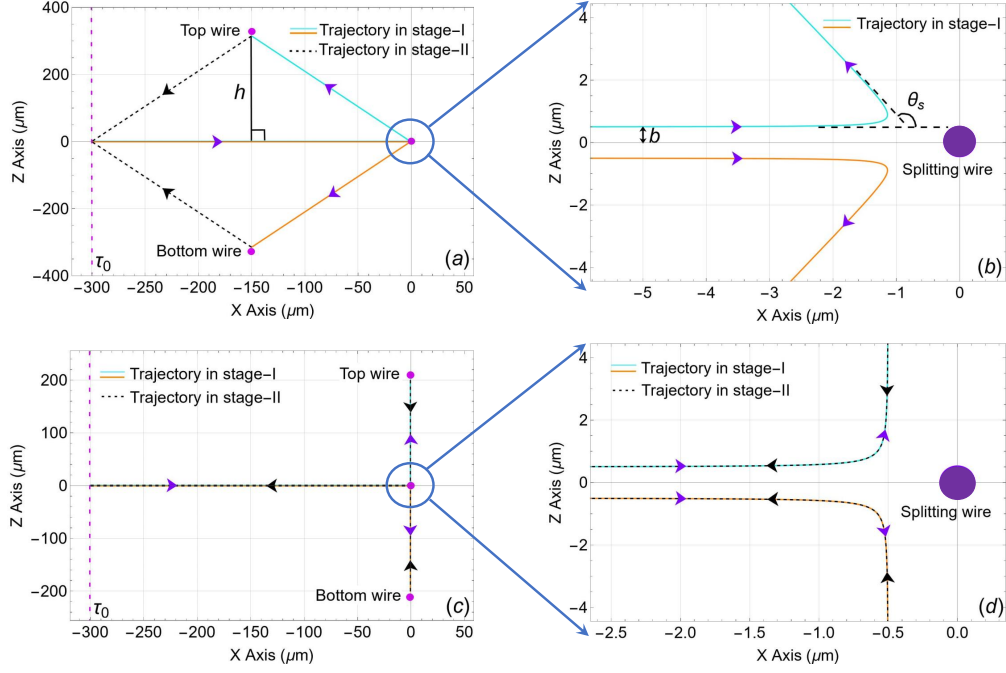 400
200
0
−200
−400
Z Axis (µm)
Top wire
Trajectory in stage−I
Trajectory in stage−II
h
Bottom wire
τ0
(a)
−300 −250 −200 −150 −100 −50 0 50
X Axis (µm)
4
2
0
−2
−4
Z Axis (µm)
Trajectory in stage−I
θs
b
Splitting wire
(b)
−5 −4 −3 −2 −1 0
X Axis (µm)
200
100
0
−100
−200
Z Axis (µm)
Trajectory in stage−I
Top wire
Trajectory in stage−II
Bottom wire
τ0
(c)
−300 −250 −200 −150 −100 −50 0 50
X Axis (µm)
4
2
0
−2
−4
Z Axis (µm)
Trajectory in stage−I
Trajectory in stage−II
Splitting wire
(d)
−2.5 −2.0 −1.5 −1.0 −0.5 0.0
X Axis (µm)